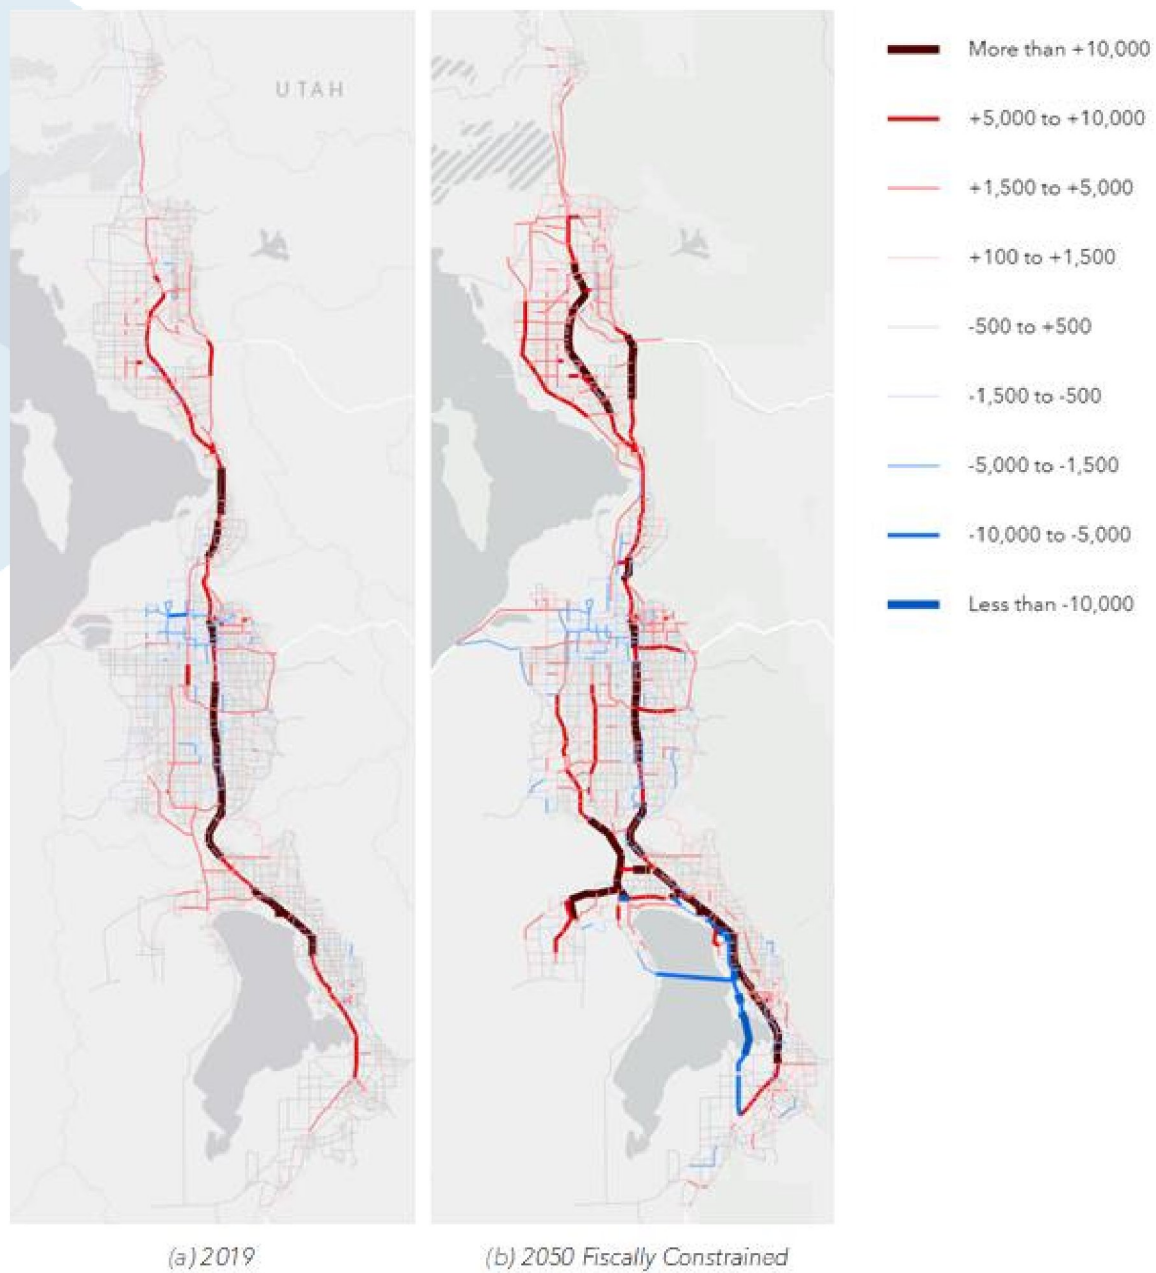 UTAH
More than +10,000
+5,000 to +10,000
+1,500 to +5,000
+100 to +1,500
-500 to +500
-1,500 to -500
-5,000 to -1,500
-10,000 to -5,000
Less than -10,000
(a) 2019
(b) 2050 Fiscally Constrained